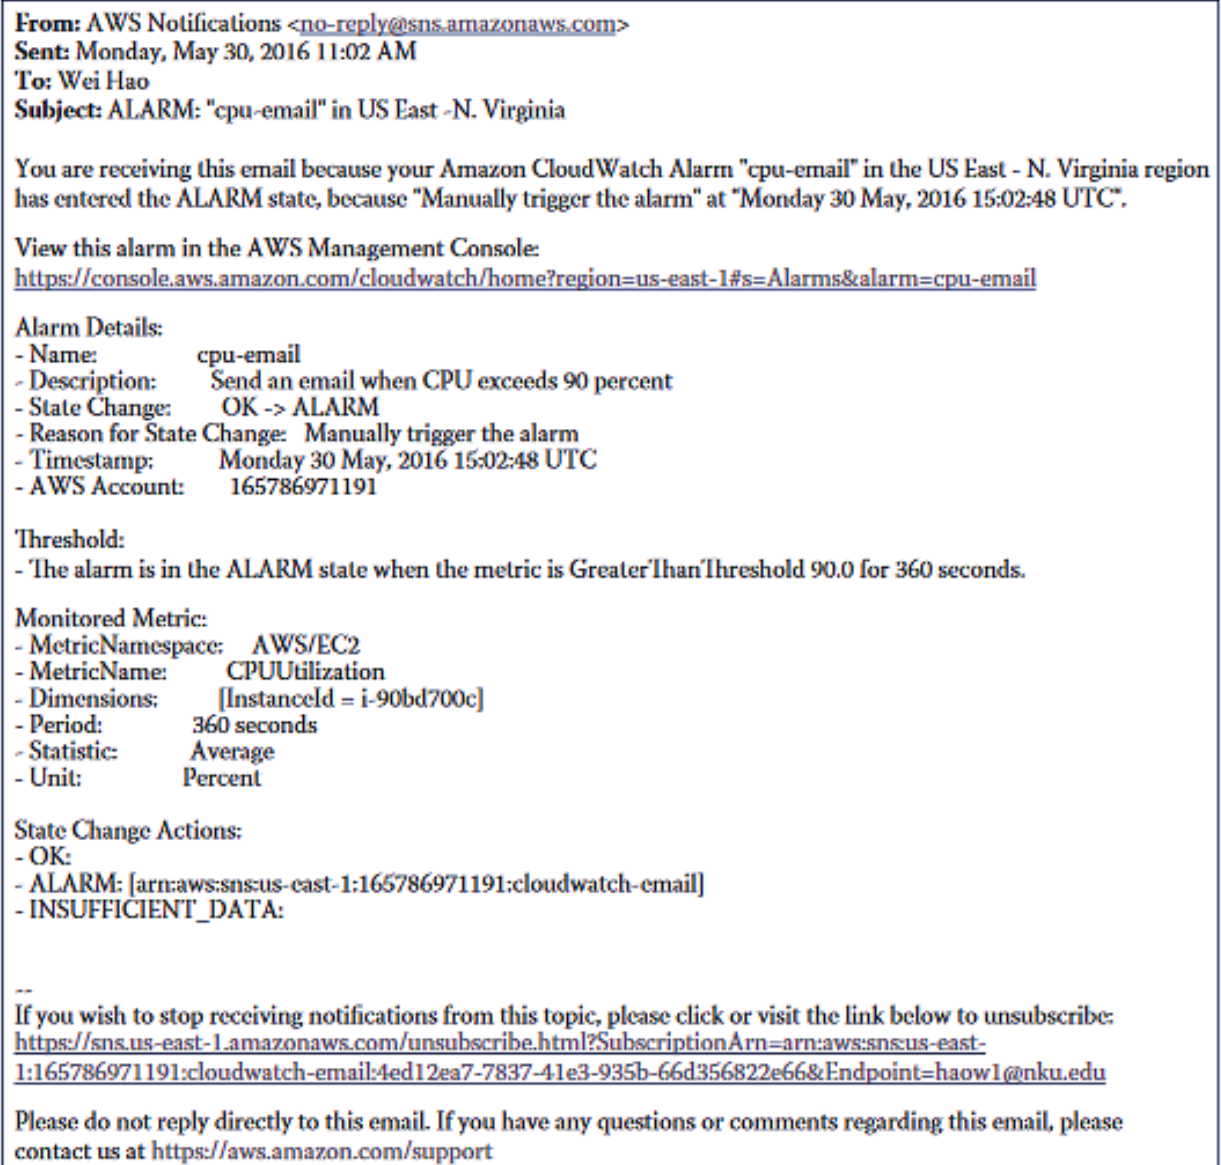 From: AWS Notifications <no-reply@sns.amazonaws.com>
Sent: Monday, May 30, 2016 11:02 AM
To: Wei Hao
Subject: ALARM: "cpu-email" in US East -N. Virginia
You are receiving this email because your Amazon CloudWatch Alarm "cpu-email" in the US East - N. Virginia region
has entered the ALARM state, because "Manually trigger the alarm" at "Monday 30 May, 2016 15:02:48 UTC".
View this alarm in the AWS Management Console:
https://console.aws.amazon.com/cloudwatch/home?region=us-east-1#s=Alarms&alarm=cpu-email
Alarm Details:
- Name: cpu-email
- Description: Send an email when CPU exceeds 90 percent
- State Change: OK -> ALARM
- Reason for State Change: Manually trigger the alarm
- Timestamp: Monday 30 May, 2016 15:02:48 UTC
- AWS Account: 165786971191
Threshold:
- The alarm is in the ALARM state when the metric is GreaterThanThreshold 90.0 for 360 seconds.
Monitored Metric:
- MetricNamespace: AWS/EC2
- MetricName: CPUUtilization
- Dimensions: [InstanceId = i-90bd700c]
- Period: 360 seconds
- Statistic: Average
- Unit: Percent
State Change Actions:
- OK:
- ALARM: [arn:aws:sns:us-east-1:165786971191:cloudwatch-email]
- INSUFFICIENT_DATA:
--
If you wish to stop receiving notifications from this topic, please click or visit the link below to unsubscribe:
https://sns.us-east-1.amazonaws.com/unsubscribe.html?SubscriptionArn=arn:aws:sns:us-east-
1:165786971191:cloudwatch-email:4ed12ea7-7837-41e3-935b-66d356822e66&Endpoint=haow1@nku.edu
Please do not reply directly to this email. If you have any questions or comments regarding this email, please
contact us at https://aws.amazon.com/support